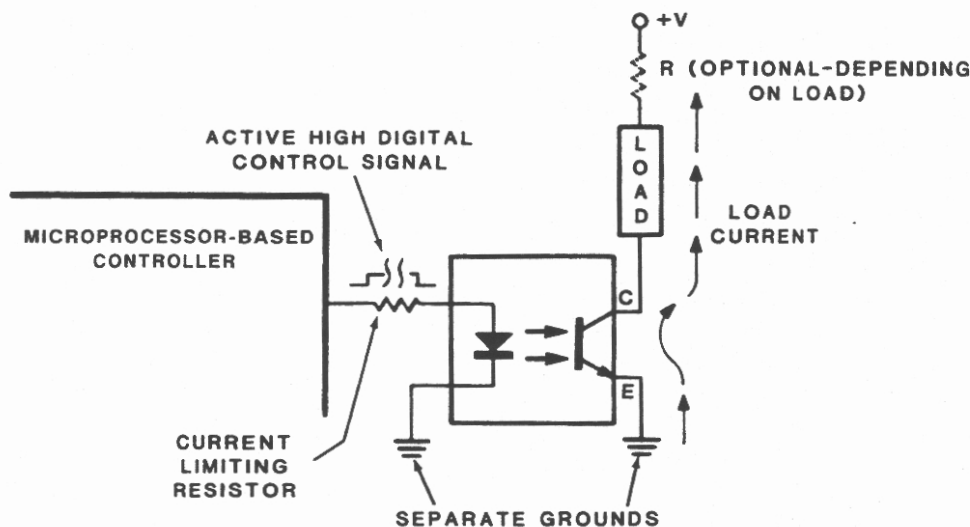 +V
R (OPTIONAL-DEPENDING
ON LOAD)
ACTIVE HIGH DIGITAL
CONTROL SIGNAL
LOAD
LOAD
CURRENT
MICROPROCESSOR-BASED
CONTROLLER
C
E
CURRENT
LIMITING
RESISTOR
SEPARATE GROUNDS